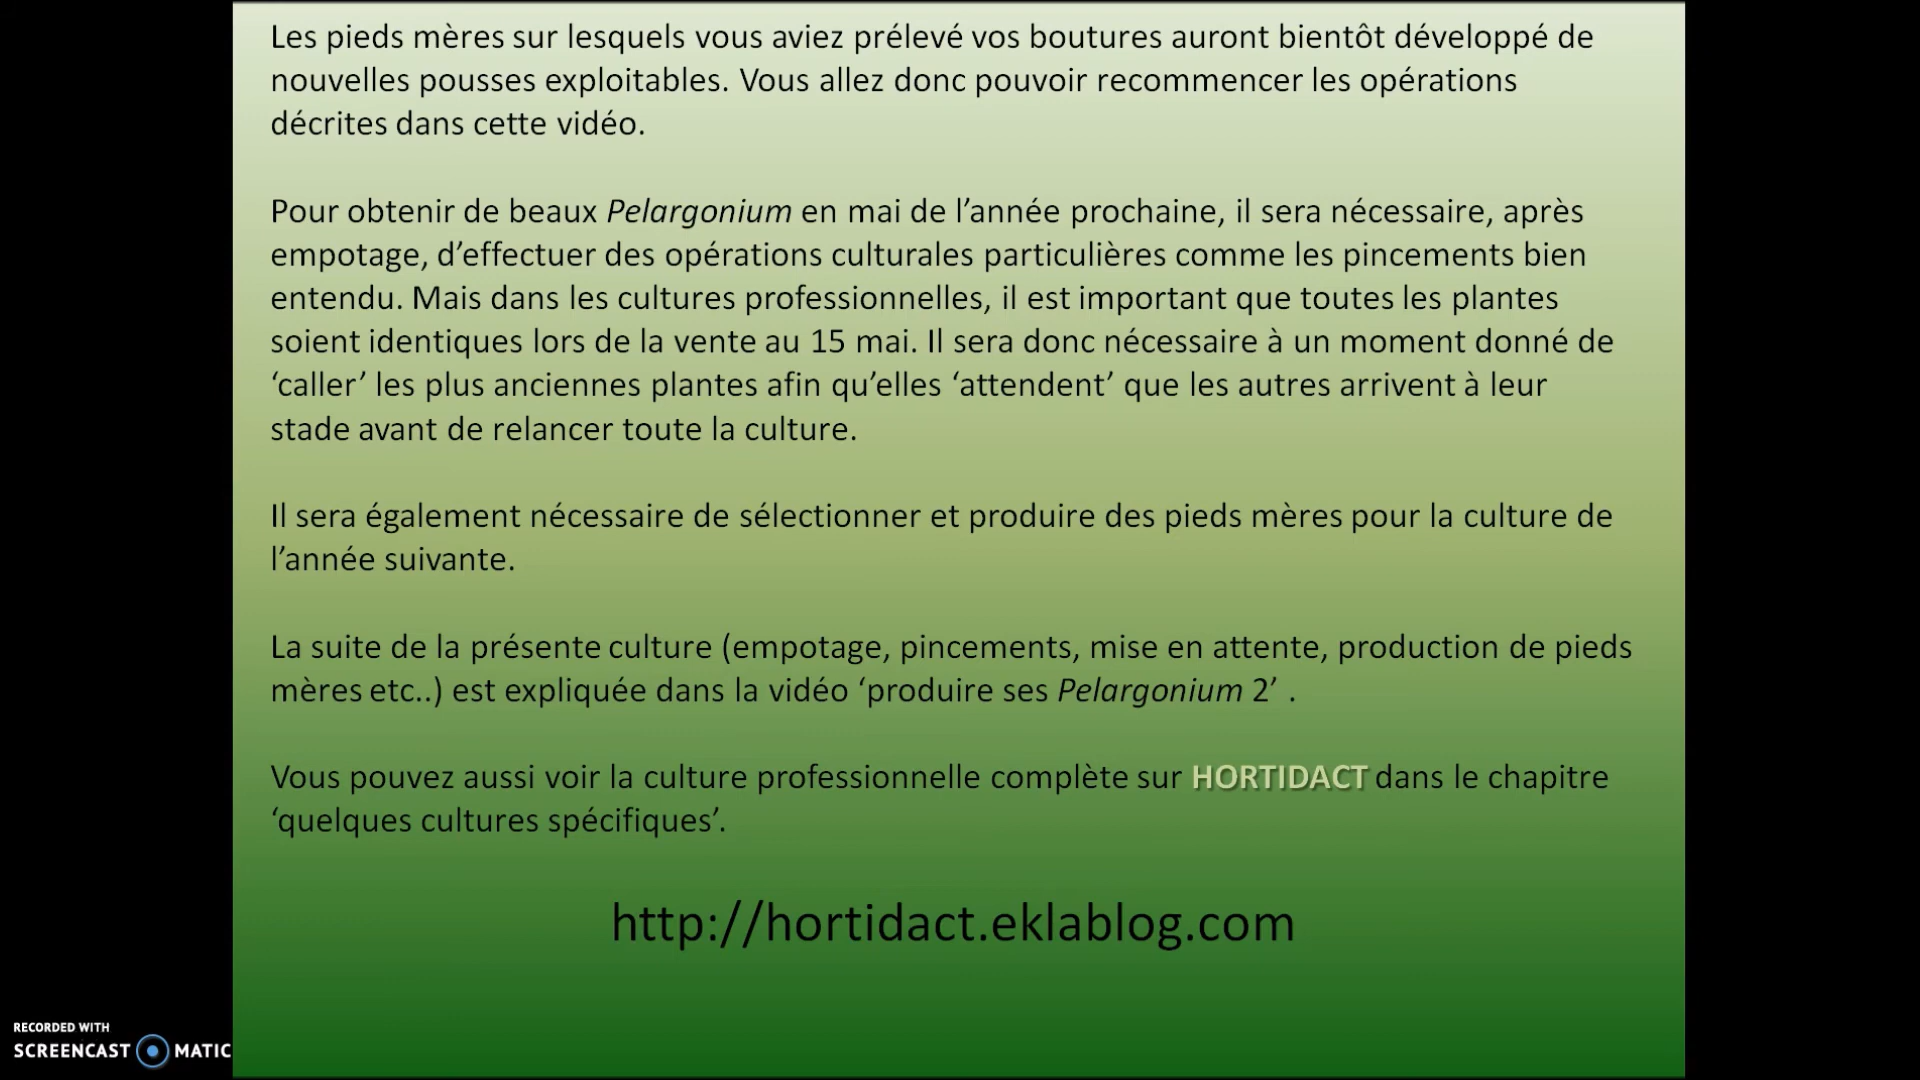 Les pieds mères sur lesquels vous aviez prélevé vos boutures auront bientôt développé de
nouvelles pousses exploitables. Vous allez donc pouvoir recommencer les opérations
décrites dans cette vidéo.
Pour obtenir de beaux Pelargonium en mai de l’année prochaine, il sera nécessaire, après
empotage, d’effectuer des opérations culturales particulières comme les pincements bien
entendu. Mais dans les cultures professionnelles, il est important que toutes les plantes
soient identiques lors de la vente au 15 mai. Il sera donc nécessaire à un moment donné de
‘caller’ les plus anciennes plantes afin qu’elles ‘attendent’ que les autres arrivent à leur
stade avant de relancer toute la culture.
Il sera également nécessaire de sélectionner et produire des pieds mères pour la culture de
l’année suivante.
La suite de la présente culture (empotage, pincements, mise en attente, production de pieds
mères etc..) est expliquée dans la vidéo ‘produire ses Pelargonium 2’ .
Vous pouvez aussi voir la culture professionnelle complète sur HORTIDACT dans le chapitre
‘quelques cultures spécifiques’.
http://hortidact.eklablog.com
RECORDED WITH
SCREENCAST MATIC